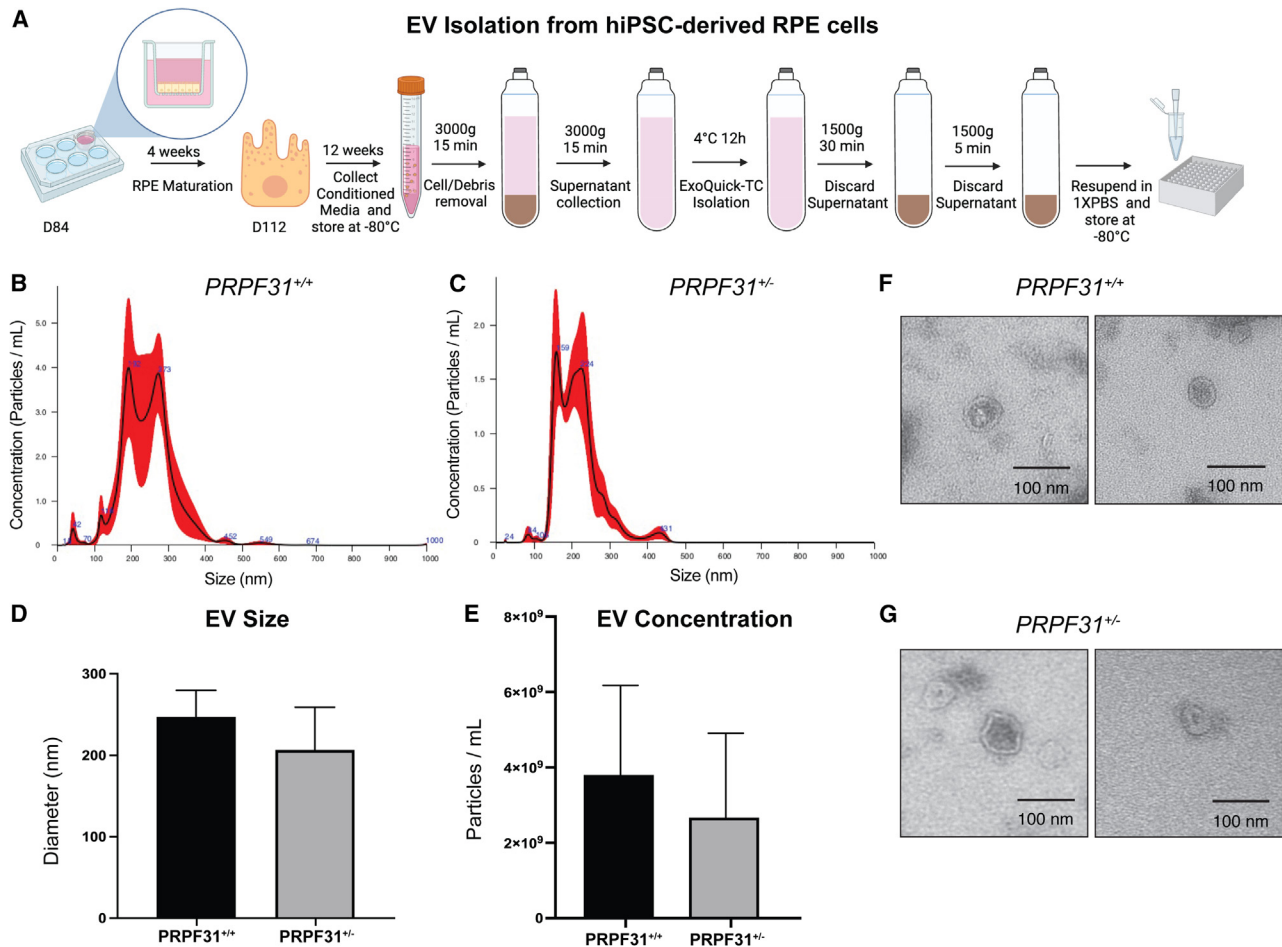 A
EV Isolation from hiPSC-derived RPE cells
D84
4 weeks
RPE Maturation
D112
12 weeks
Collect
Conditioned
Media and
store at -80°C
3000g
15 min
Cell/Debris
removal
3000g
15 min
Supernatant
collection
4°C 12h
ExoQuick-TC
Isolation
1500g
30 min
Discard
Supernatant
1500g
5 min
Discard
Supernatant
Resupend in
1XPBS and
store at
-80°C
B
PRPF31+/+
Concentration (Particles / mL)
5.0
4.0
3.0
2.0
1.0
0
273
42
70
452
549
674
1000
0 100 200 300 400 500 600 700 800 900 1000
Size (nm)
C
PRPF31+/-
Concentration (Particles / mL)
2.0
1.5
1.0
0.5
0
159
224
24
431
0 100 200 300 400 500 600 700 800 900 1000
Size (nm)
D
EV Size
Diameter (nm)
300
200
100
0
PRPF31+/+ PRPF31+/-
E
EV Concentration
Particles / mL
8×10⁹
6×10⁹
4×10⁹
2×10⁹
0
PRPF31+/+ PRPF31+/-
F
PRPF31+/+
100 nm 100 nm
G
PRPF31+/-
100 nm 100 nm